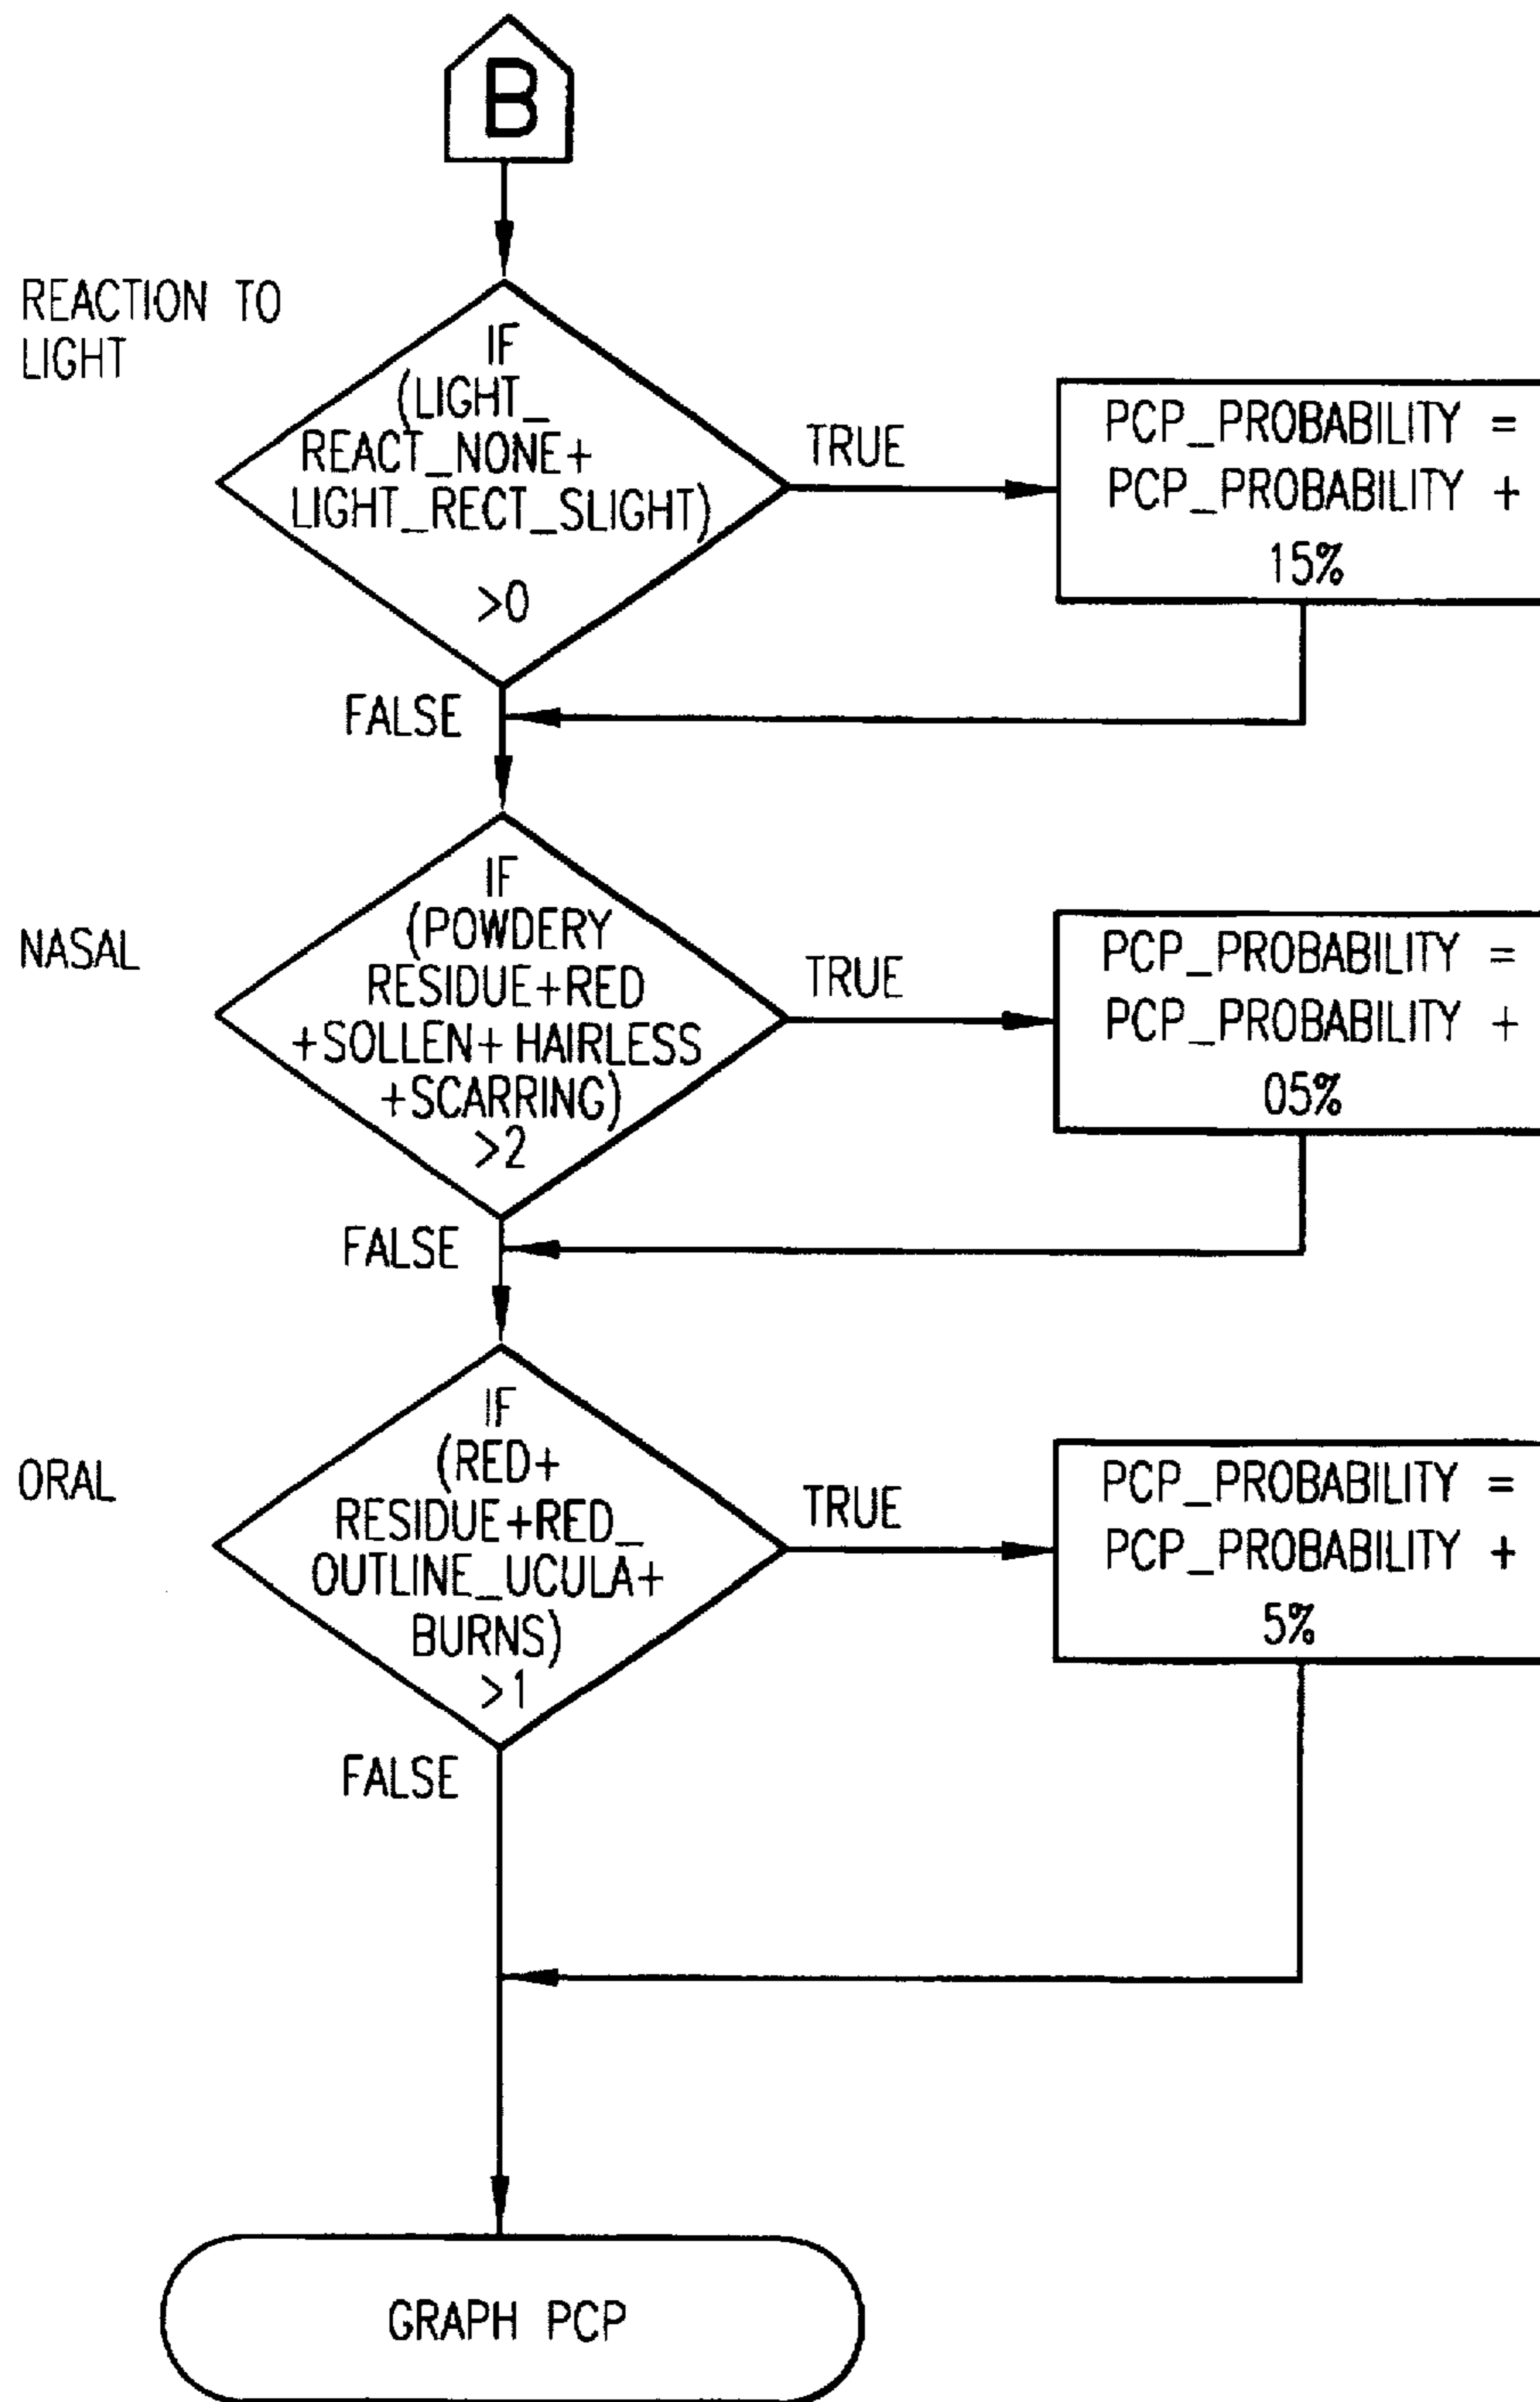 B
REACTION TO
LIGHT
IF
(LIGHT_
REACT_NONE+
LIGHT_RECT_SLIGHT)
>0
TRUE
PCP_PROBABILITY =
PCP_PROBABILITY +
15%
FALSE
NASAL
IF
(POWDERY
RESIDUE+RED
+SOLLEN+ HAIRLESS
+SCARRING)
>2
TRUE
PCP_PROBABILITY =
PCP_PROBABILITY +
05%
FALSE
ORAL
IF
(RED+
RESIDUE+RED_
OUTLINE_UCULA+
BURNS)
>1
TRUE
PCP_PROBABILITY =
PCP_PROBABILITY +
5%
FALSE
GRAPH PCP